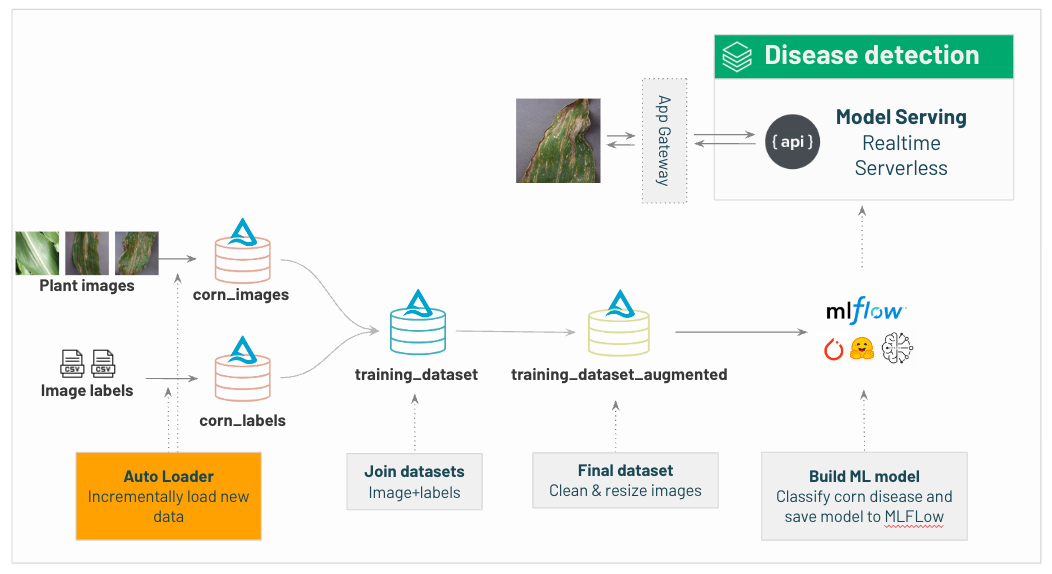 Disease detection
App Gateway
{ api }
Model Serving
Realtime
Serverless
Plant images
corn_images
CSV
CSV
Image labels
corn_labels
training_dataset
training_dataset_augmented
mlflow
Auto Loader
Incrementally load new
data
Join datasets
Image+labels
Final dataset
Clean & resize images
Build ML model
Classify corn disease and
save model to MLFLow